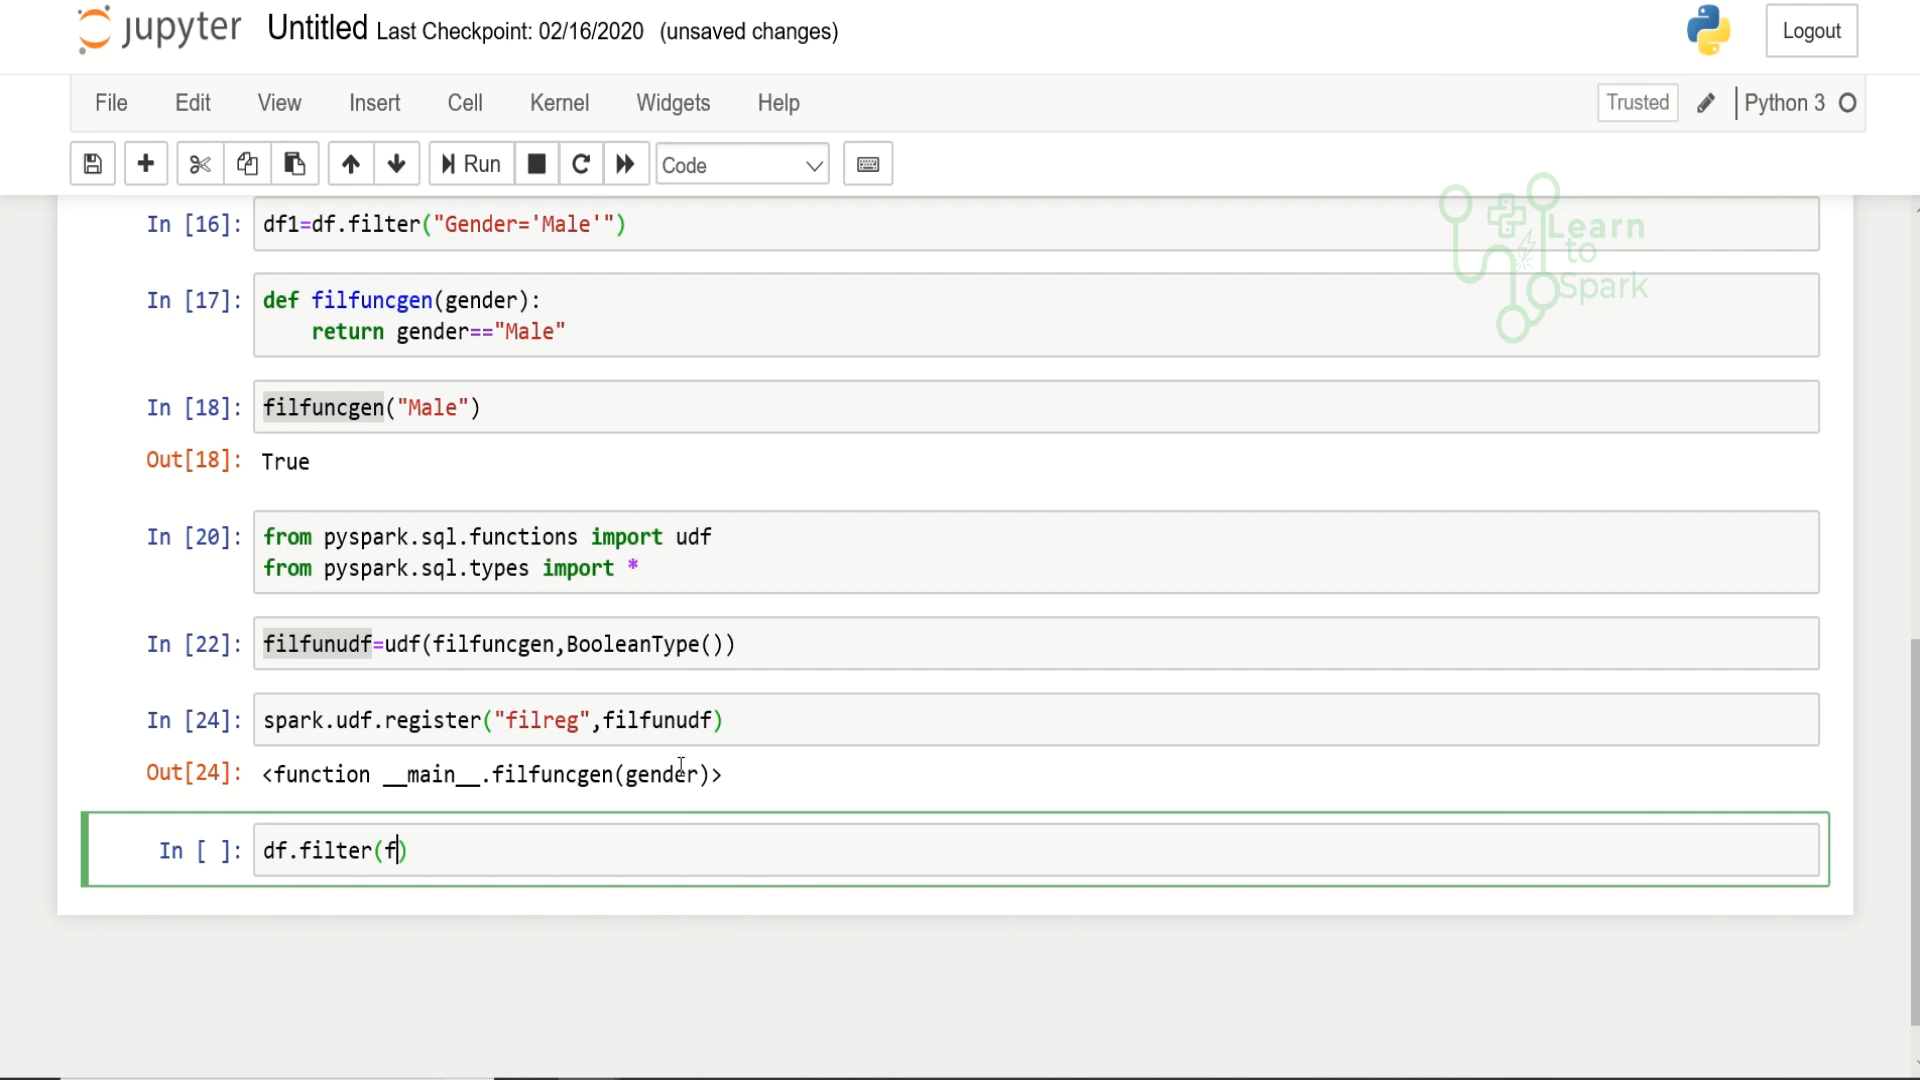 jupyter Untitled Last Checkpoint: 02/16/2020 (unsaved changes) Logout
File Edit View Insert Cell Kernel Widgets Help Trusted Python 3
Run Code
Learn
to
Spark
In [16]: df1=df.filter("Gender='Male'")
In [17]: def filfuncgen(gender):
return gender=="Male"
In [18]: filfuncgen("Male")
Out[18]: True
In [20]: from pyspark.sql.functions import udf
from pyspark.sql.types import *
In [22]: filfunudf=udf(filfuncgen,BooleanType())
In [24]: spark.udf.register("filreg",filfunudf)
Out[24]: <function __main__.filfuncgen(gender)>
In [ ]: df.filter(f)